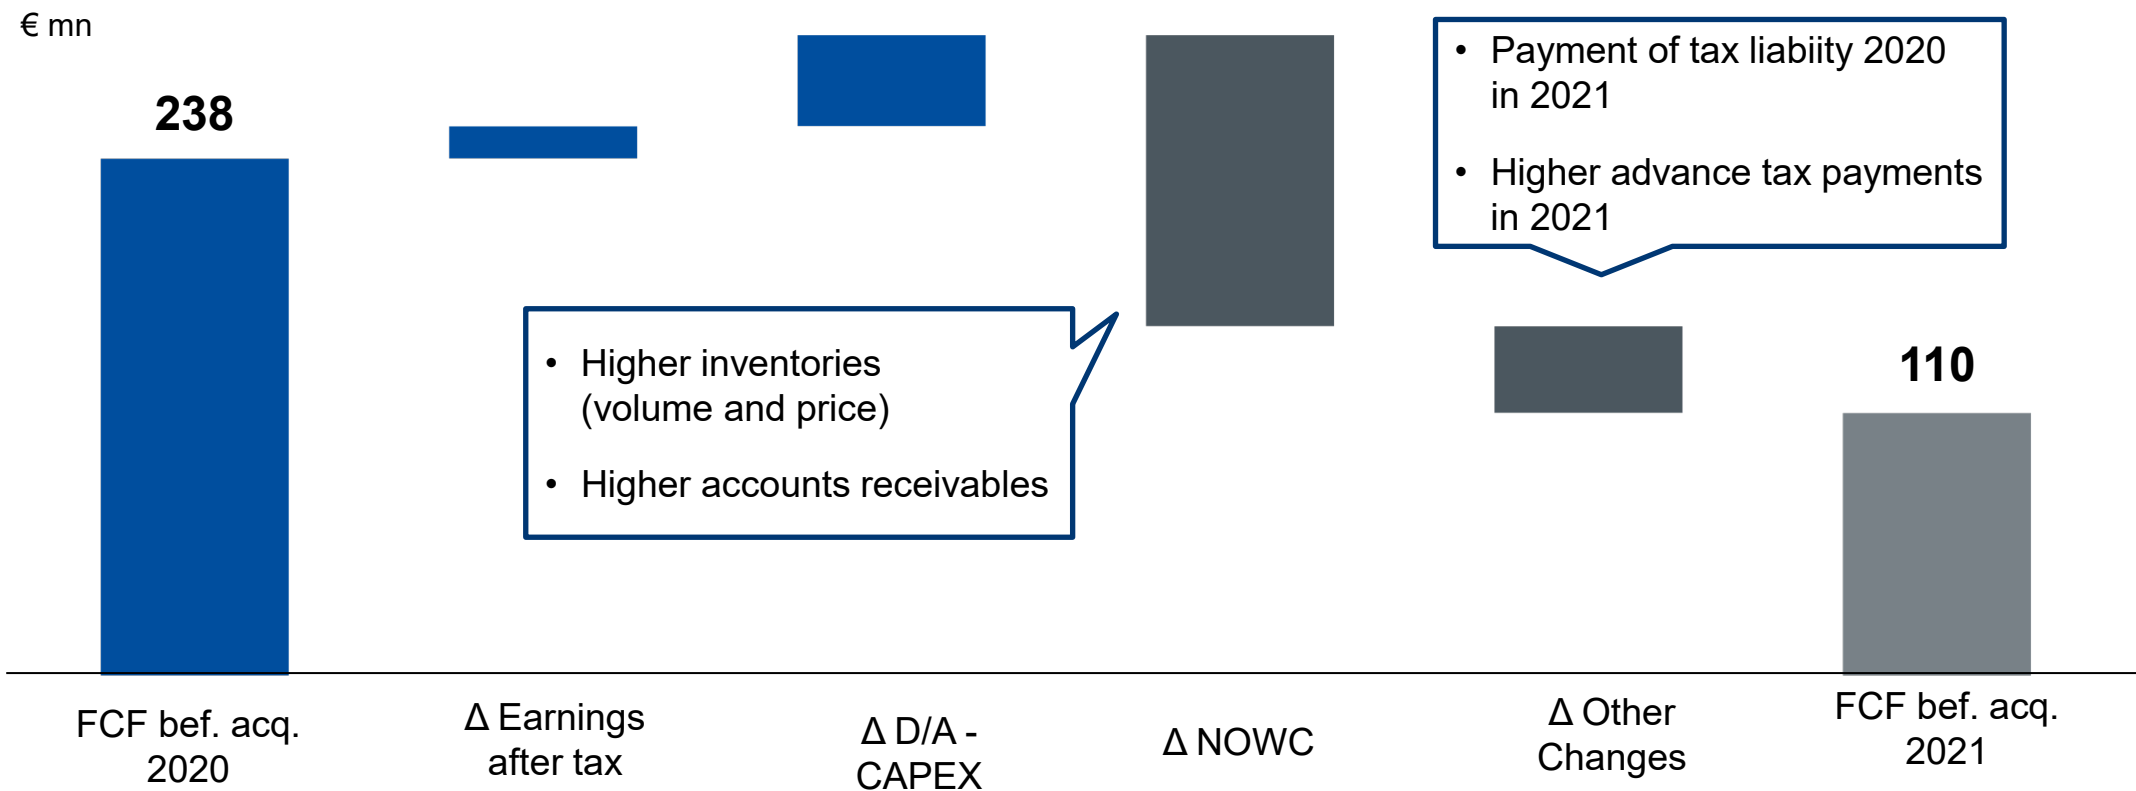 € mn
238
• Payment of tax liabiity 2020
in 2021
• Higher advance tax payments
in 2021
• Higher inventories
(volume and price)
• Higher accounts receivables
110
FCF bef. acq.
2020
Δ Earnings
after tax
Δ D/A -
CAPEX
Δ NOWC
Δ Other
Changes
FCF bef. acq.
2021